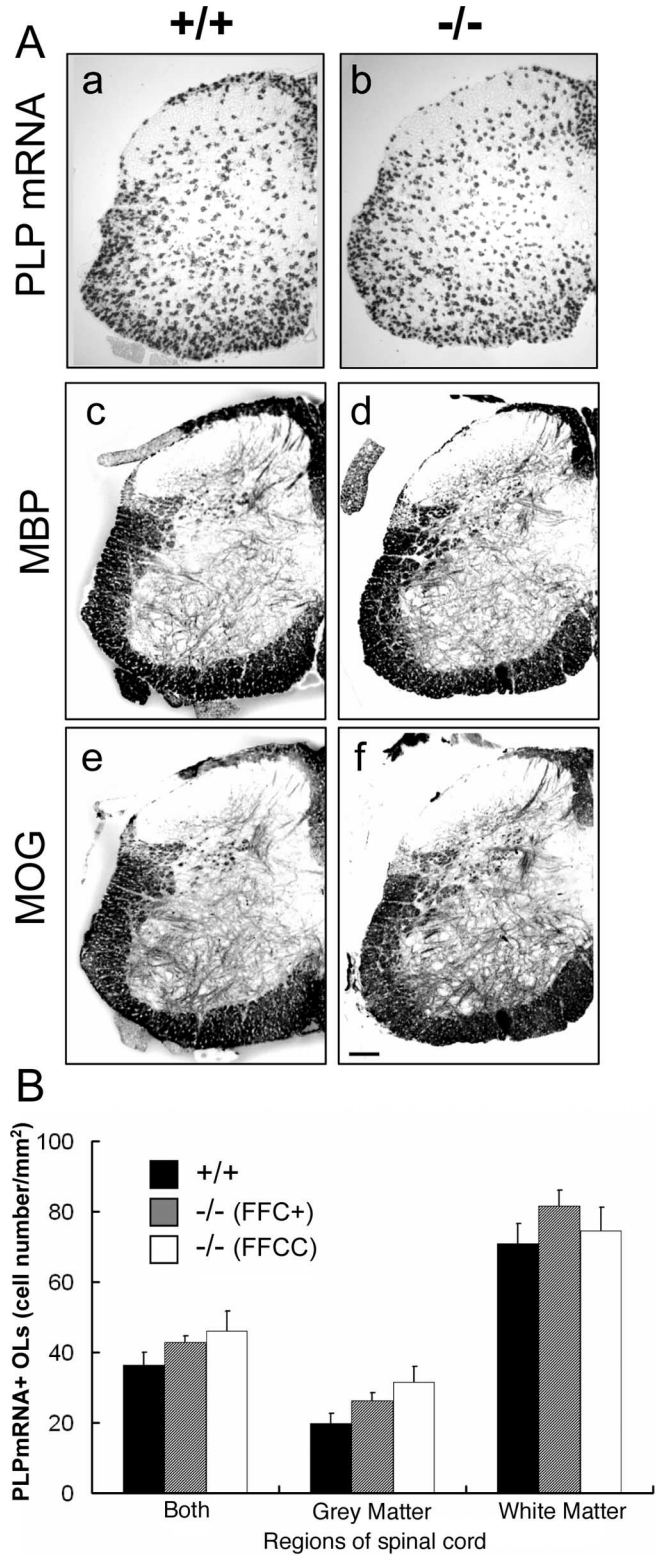 A
+/+
-/-
PLP mRNA
a
b
MBP
c
d
MOG
e
f
B
PLPmRNA+ OLs (cell number/mm²)
100
80
60
40
20
0
+/+
-/- (FFC+)
-/- (FFCC)
Both
Grey Matter
White Matter
Regions of spinal cord